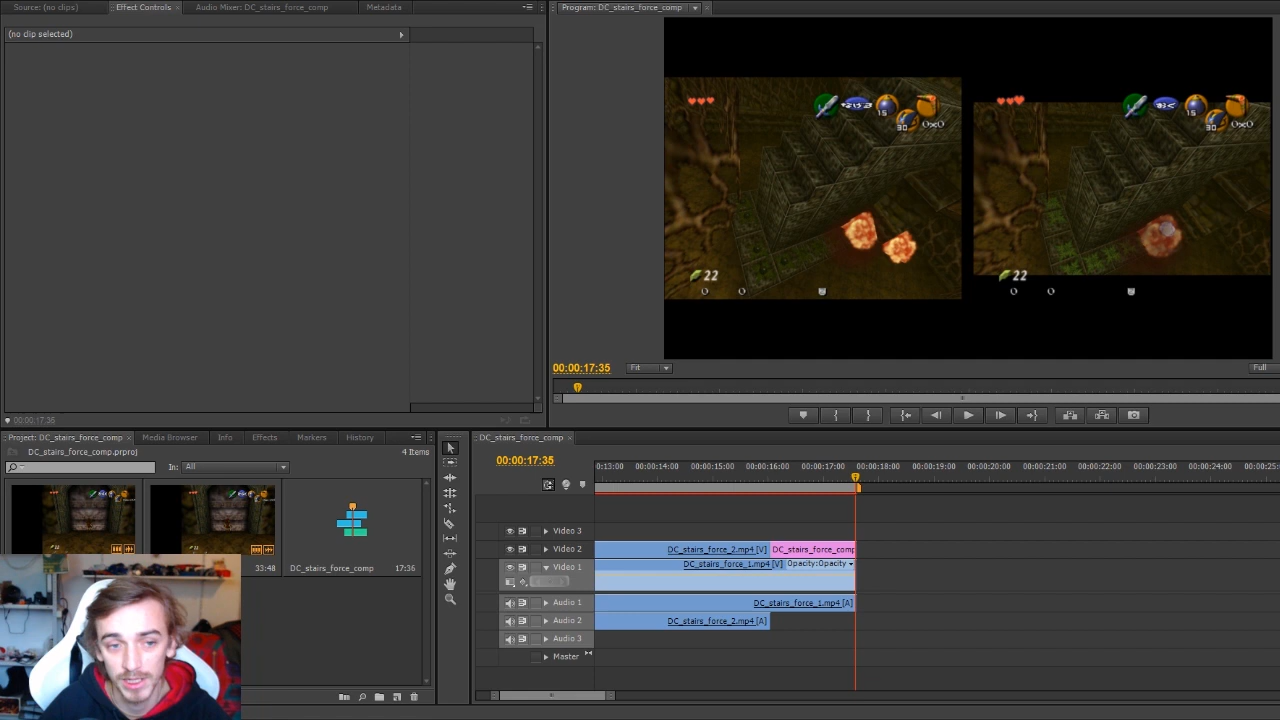 Source: (no clips)
Effect Controls
Audio Mixer: DC_stairs_force_comp
Metadata
Program: DC_stairs_force_comp
(no clip selected)
15
30
22
15
30
22
00:00:17:35
Fit
Full
00:00:17:36
Project: DC_stairs_force_comp
Media Browser
Info
Effects
Markers
History
DC_stairs_force_comp
DC_stairs_force_comp.prproj
4 Items
In:
All
00:00:17:35
0:13:00
00:00:14:00
00:00:15:00
00:00:16:00
00:00:17:00
00:00:18:00
00:00:19:00
00:00:20:00
00:00:21:00
00:00:22:00
00:00:23:00
00:00:24:00
00:00:25:0
Video 3
Video 2
DC_stairs_force_2.mp4 [V]
DC_stairs_force_comp
Video 1
DC_stairs_force_1.mp4 [V]
Opacity:Opacity
33:48
DC_stairs_force_comp
17:36
Audio 1
DC_stairs_force_1.mp4 [A]
Audio 2
DC_stairs_force_2.mp4 [A]
Audio 3
Master